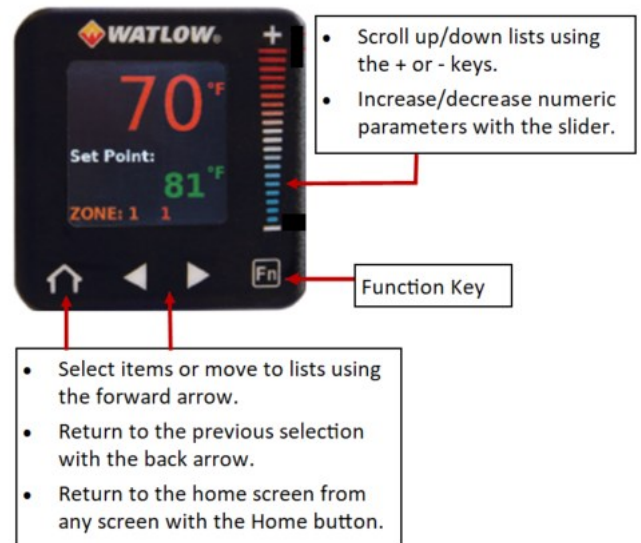 WATLOW®
+
70°F
Set Point:
81°F
ZONE: 1 1
Fn
• Scroll up/down lists using
the + or - keys.
• Increase/decrease numeric
parameters with the slider.
Function Key
• Select items or move to lists using
the forward arrow.
• Return to the previous selection
with the back arrow.
• Return to the home screen from
any screen with the Home button.